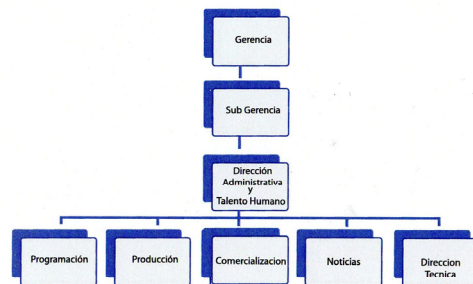 Gerencia
Sub Gerencia
Dirección
Administrativa
y
Talento Humano
Programación
Producción
Comercializacion
Noticias
Direccion
Tecnica